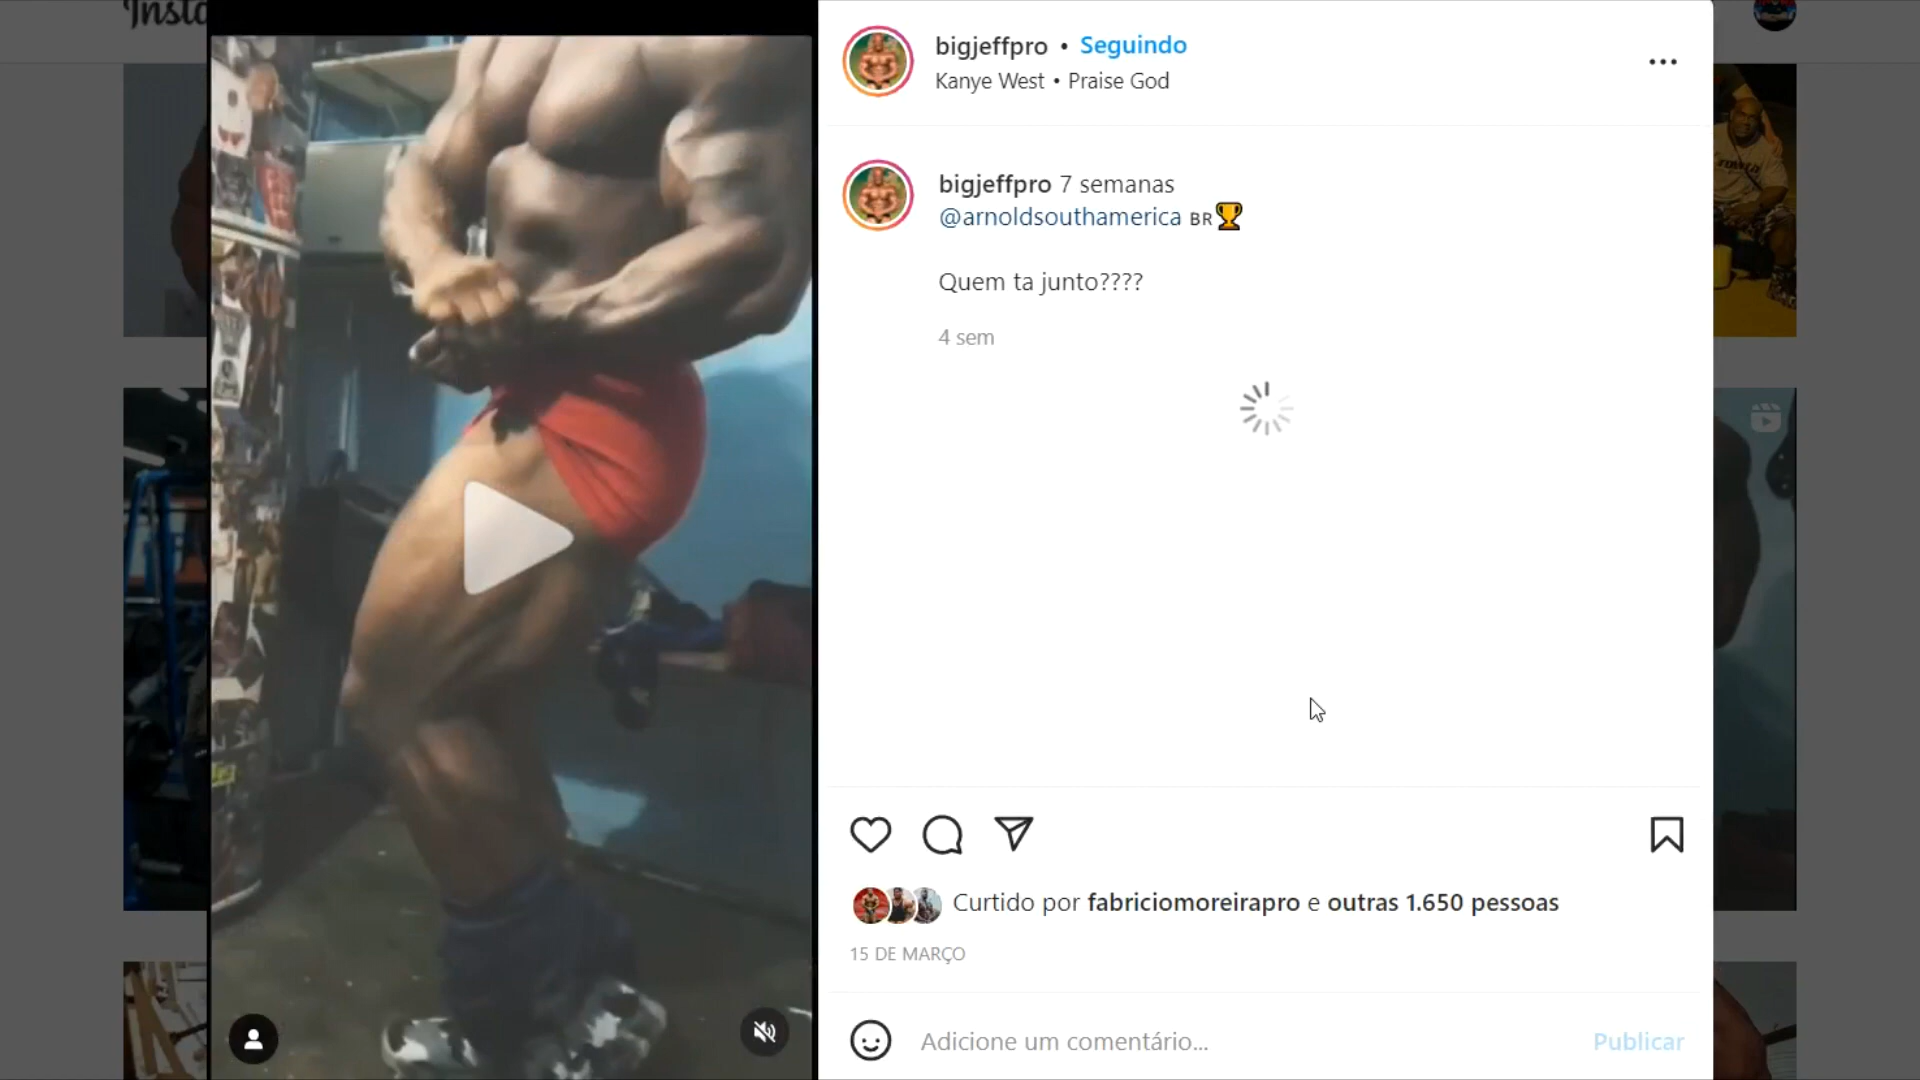 Insta
bigjeffpro • Seguindo
Kanye West • Praise God
bigjeffpro 7 semanas
@arnoldsouthamerica BR🏆
Quem ta junto????
4 sem
Curtido por fabriciomoreirapro e outras 1.650 pessoas
15 DE MARÇO
Adicione um comentário... Publicar